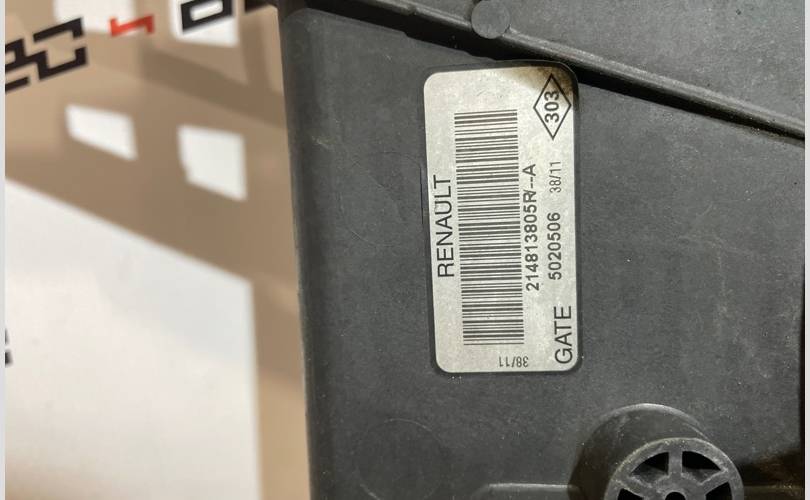 RENAULT
214813805R/--A
303
GATE 5020506 38/11
38/11